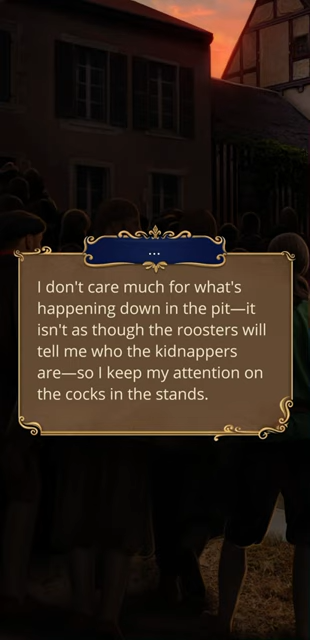 ...
I don't care much for what's
happening down in the pit—it
isn't as though the roosters will
tell me who the kidnappers
are—so I keep my attention on
the cocks in the stands.